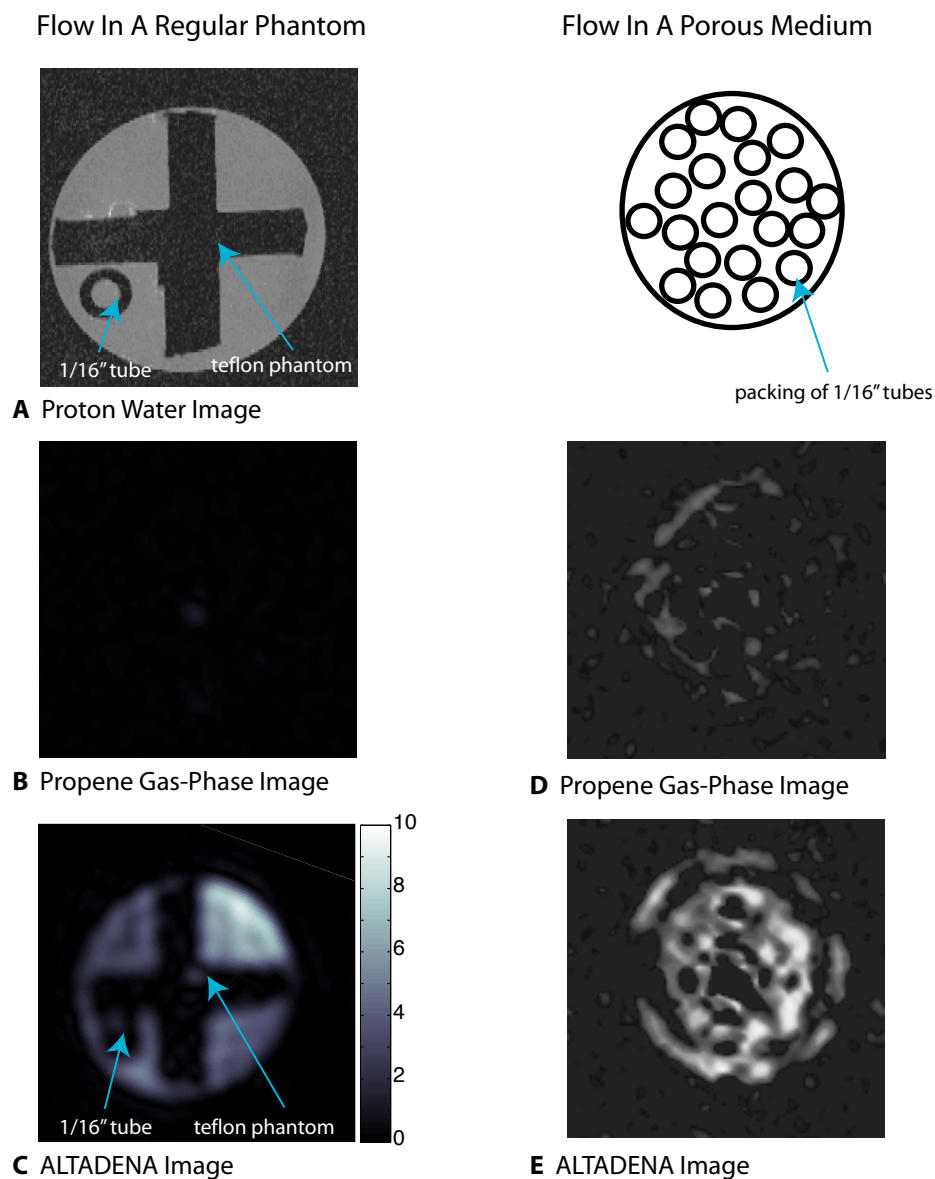 Flow In A Regular Phantom
Flow In A Porous Medium
1/16” tube
teflon phantom
packing of 1/16” tubes
A Proton Water Image
B Propene Gas-Phase Image
D Propene Gas-Phase Image
10
8
6
4
2
0
1/16” tube
teflon phantom
C ALTADENA Image
E ALTADENA Image